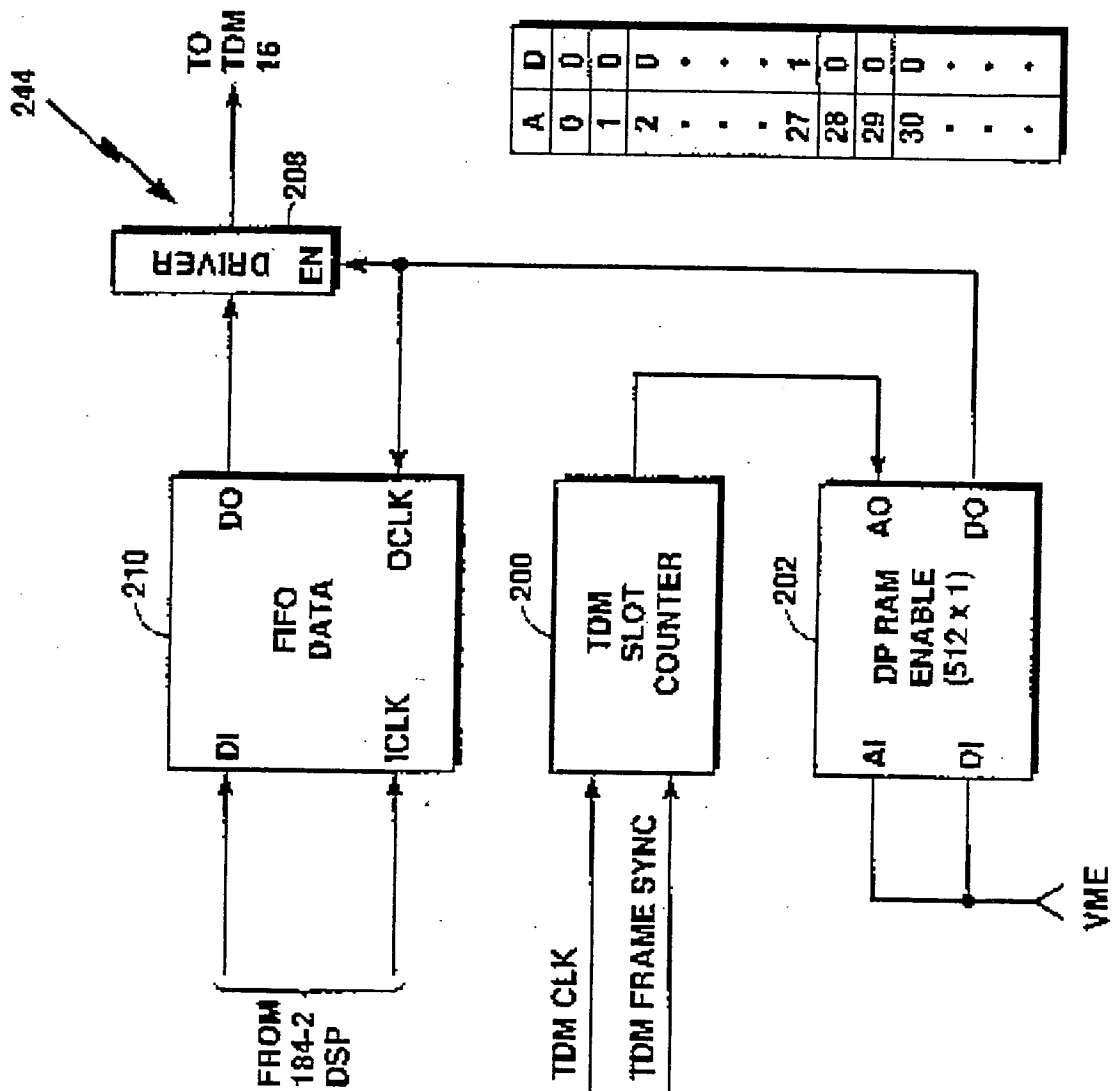 244
FROM
184-2
DSP
210
DI
ICLK
FIFO
DATA
DO
OCLK
DRIVER
EN
208
TO
TDM
16
TDM CLK
TDM FRAME SYNC
200
TDM
SLOT
COUNTER
VME
202
AI
DI
DP RAM
ENABLE
(512 x 1)
AO
DO
A D
0 0
1 0
2 0
27 1
28 0
29 0
30 0